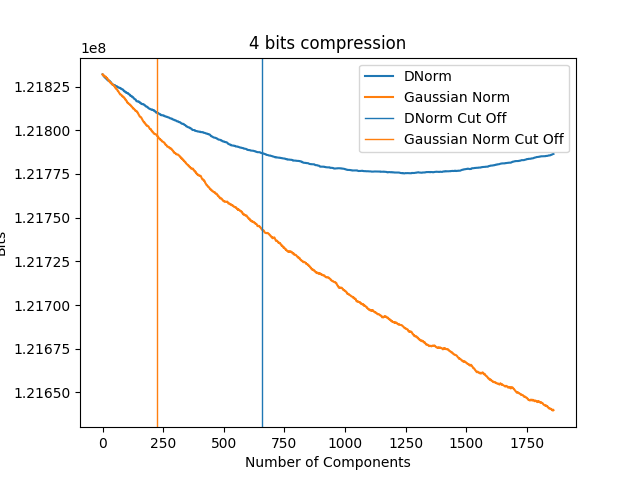 4 bits compression
1e8
DNorm
Gaussian Norm
DNorm Cut Off
Gaussian Norm Cut Off
1.21825
1.21800
1.21775
1.21750
1.21725
1.21700
1.21675
1.21650
Bits
0 250 500 750 1000 1250 1500 1750
Number of Components